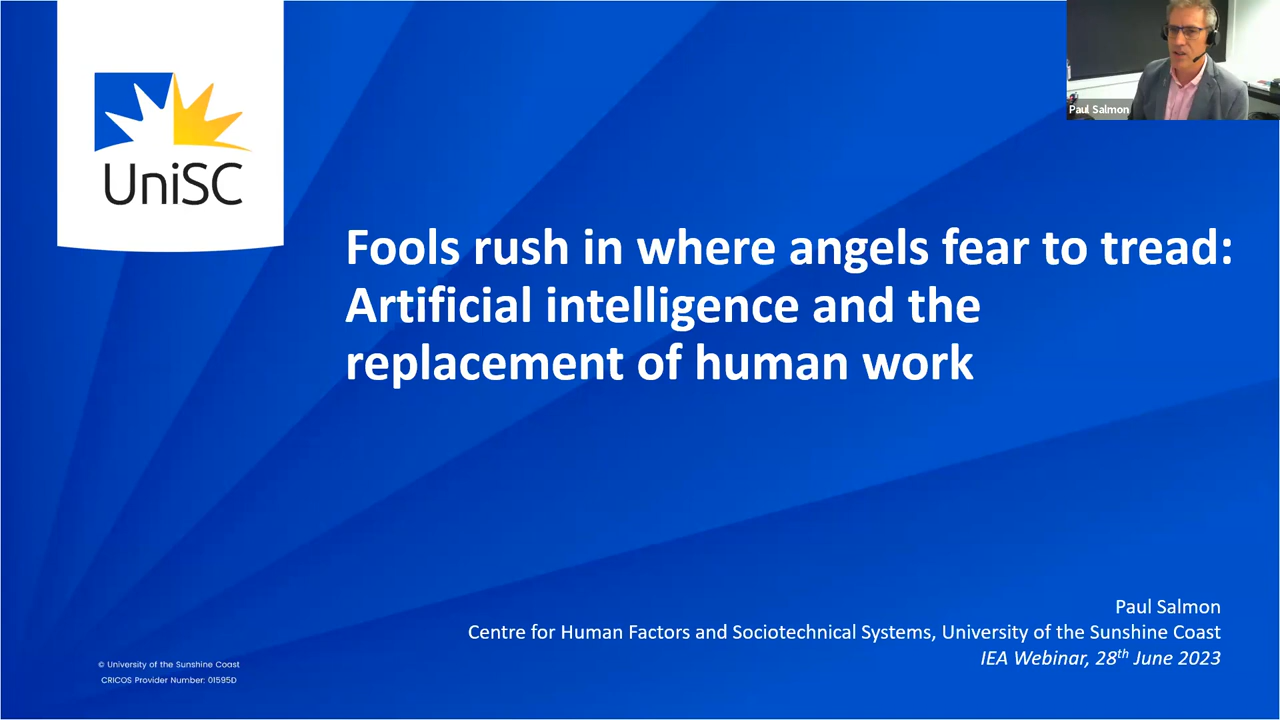 UniSC
Paul Salmon
Fools rush in where angels fear to tread:
Artificial intelligence and the
replacement of human work
Paul Salmon
Centre for Human Factors and Sociotechnical Systems, University of the Sunshine Coast
IEA Webinar, 28th June 2023
© University of the Sunshine Coast
CRICOS Provider Number: 01595D